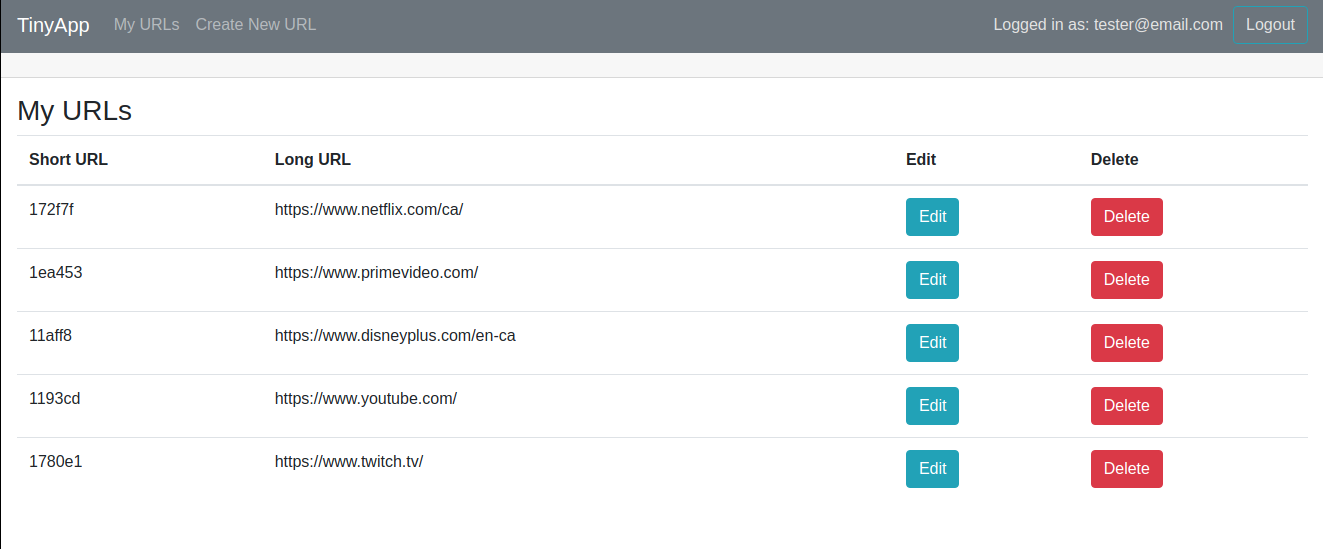 TinyApp My URLs Create New URL Logged in as: tester@email.com Logout
My URLs
Short URL Long URL Edit Delete
172f7f https://www.netflix.com/ca/ Edit Delete
1ea453 https://www.primevideo.com/ Edit Delete
11aff8 https://www.disneyplus.com/en-ca Edit Delete
1193cd https://www.youtube.com/ Edit Delete
1780e1 https://www.twitch.tv/ Edit Delete